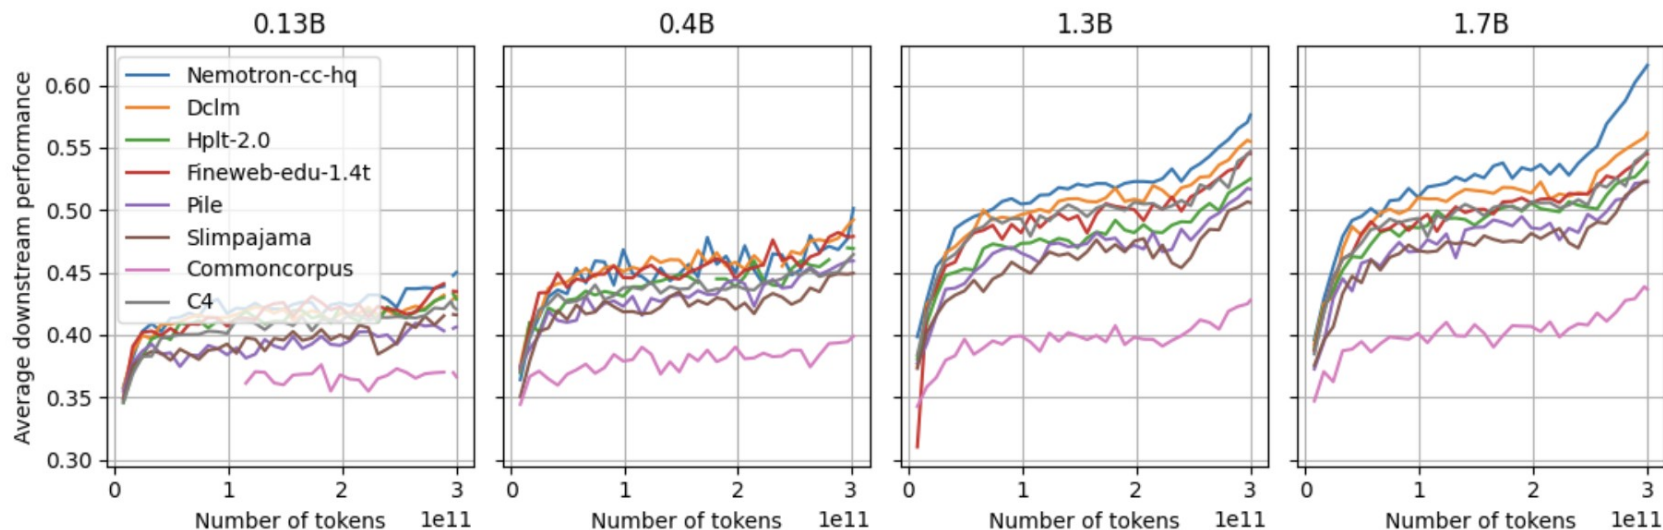 0.13B 0.4B 1.3B 1.7B
Average downstream performance
0.60
0.55
0.50
0.45
0.40
0.35
0.30
Nemotron-cc-hq
Dclm
Hplt-2.0
Fineweb-edu-1.4t
Pile
Slimpajama
Commoncorpus
C4
0 1 2 3 0 1 2 3 0 1 2 3 0 1 2 3
Number of tokens 1e11 Number of tokens 1e11 Number of tokens 1e11 Number of tokens 1e11